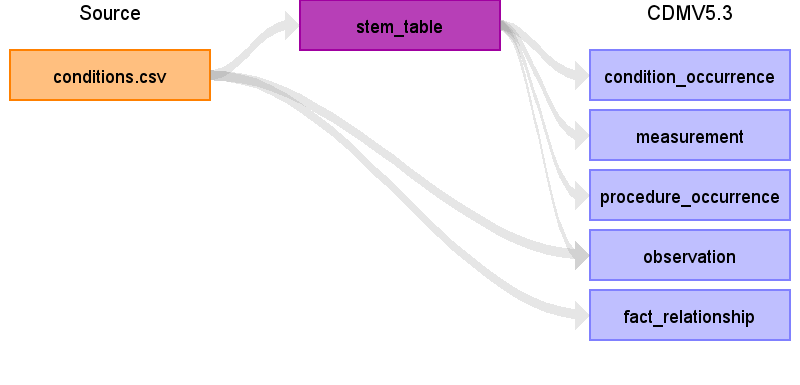 Source
CDMV5.3
stem_table
conditions.csv
condition_occurrence
measurement
procedure_occurrence
observation
fact_relationship